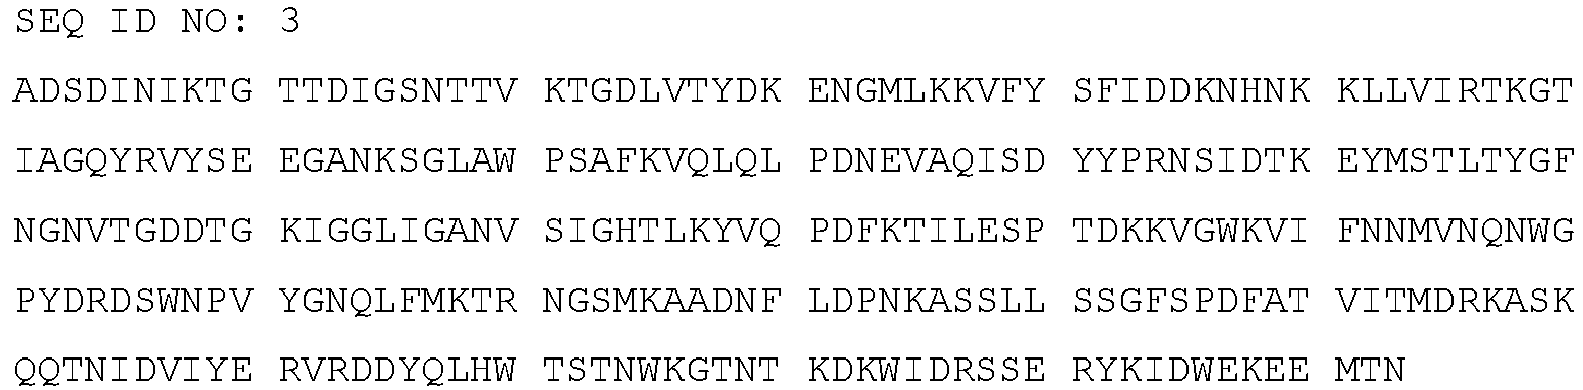 SEQ ID NO: 3
ADSDINIKTG TTDIGSNTTV KTGDLVTYDK ENGMLKKVFY SFIDDKNHNK KLLVIRTKGT
IAGQYRVYSE EGANKSGLAW PSAFKVQLQL PDNEVAQISD YYPRNSIDTK EYMSTLTYGF
NGNVTGDDTG KIGGLIGANV SIGHTLKYVQ PDFKTILESP TDKKVGWKVI FNNMVNQNWG
PYDRDSWNPV YGNQLFMKTR NGSMKAADNF LDPNKASSLL SSGFSPDFAT VITMDRKASK
QQTNIDVIYE RVRDDYQLHW TSTNWKGTNT KDKWIDRSSE RYKIDWEKEE MTN